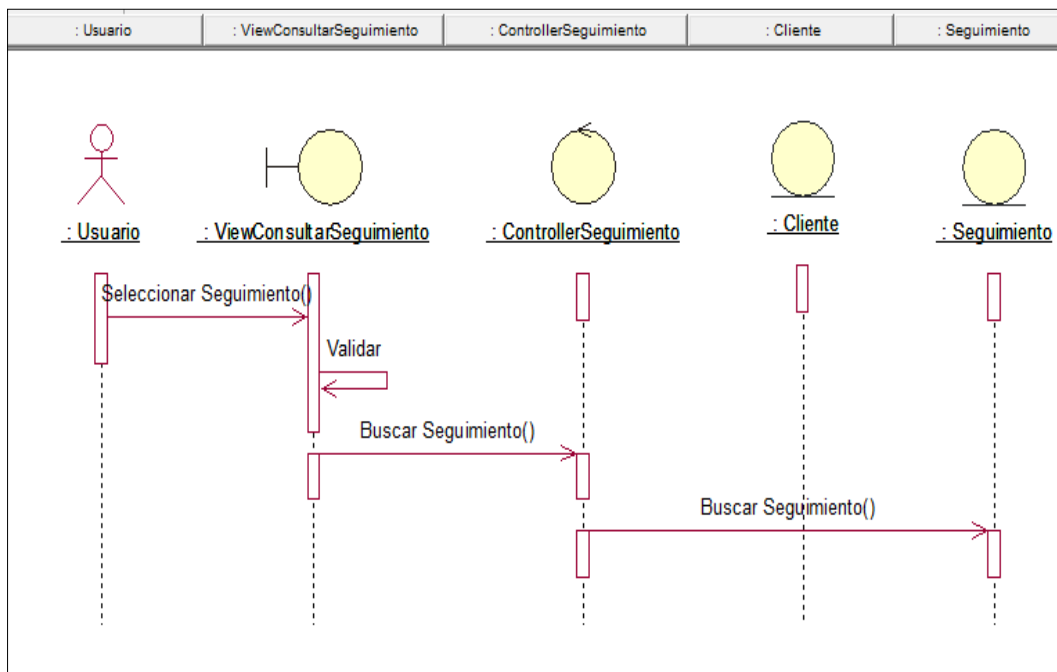 : Usuario
: ViewConsultarSeguimiento
: ControllerSeguimiento
: Cliente
: Seguimiento
: Usuario
: ViewConsultarSeguimiento
: ControllerSeguimiento
: Cliente
: Seguimiento
Seleccionar Seguimiento()
Validar
Buscar Seguimiento()
Buscar Seguimiento()